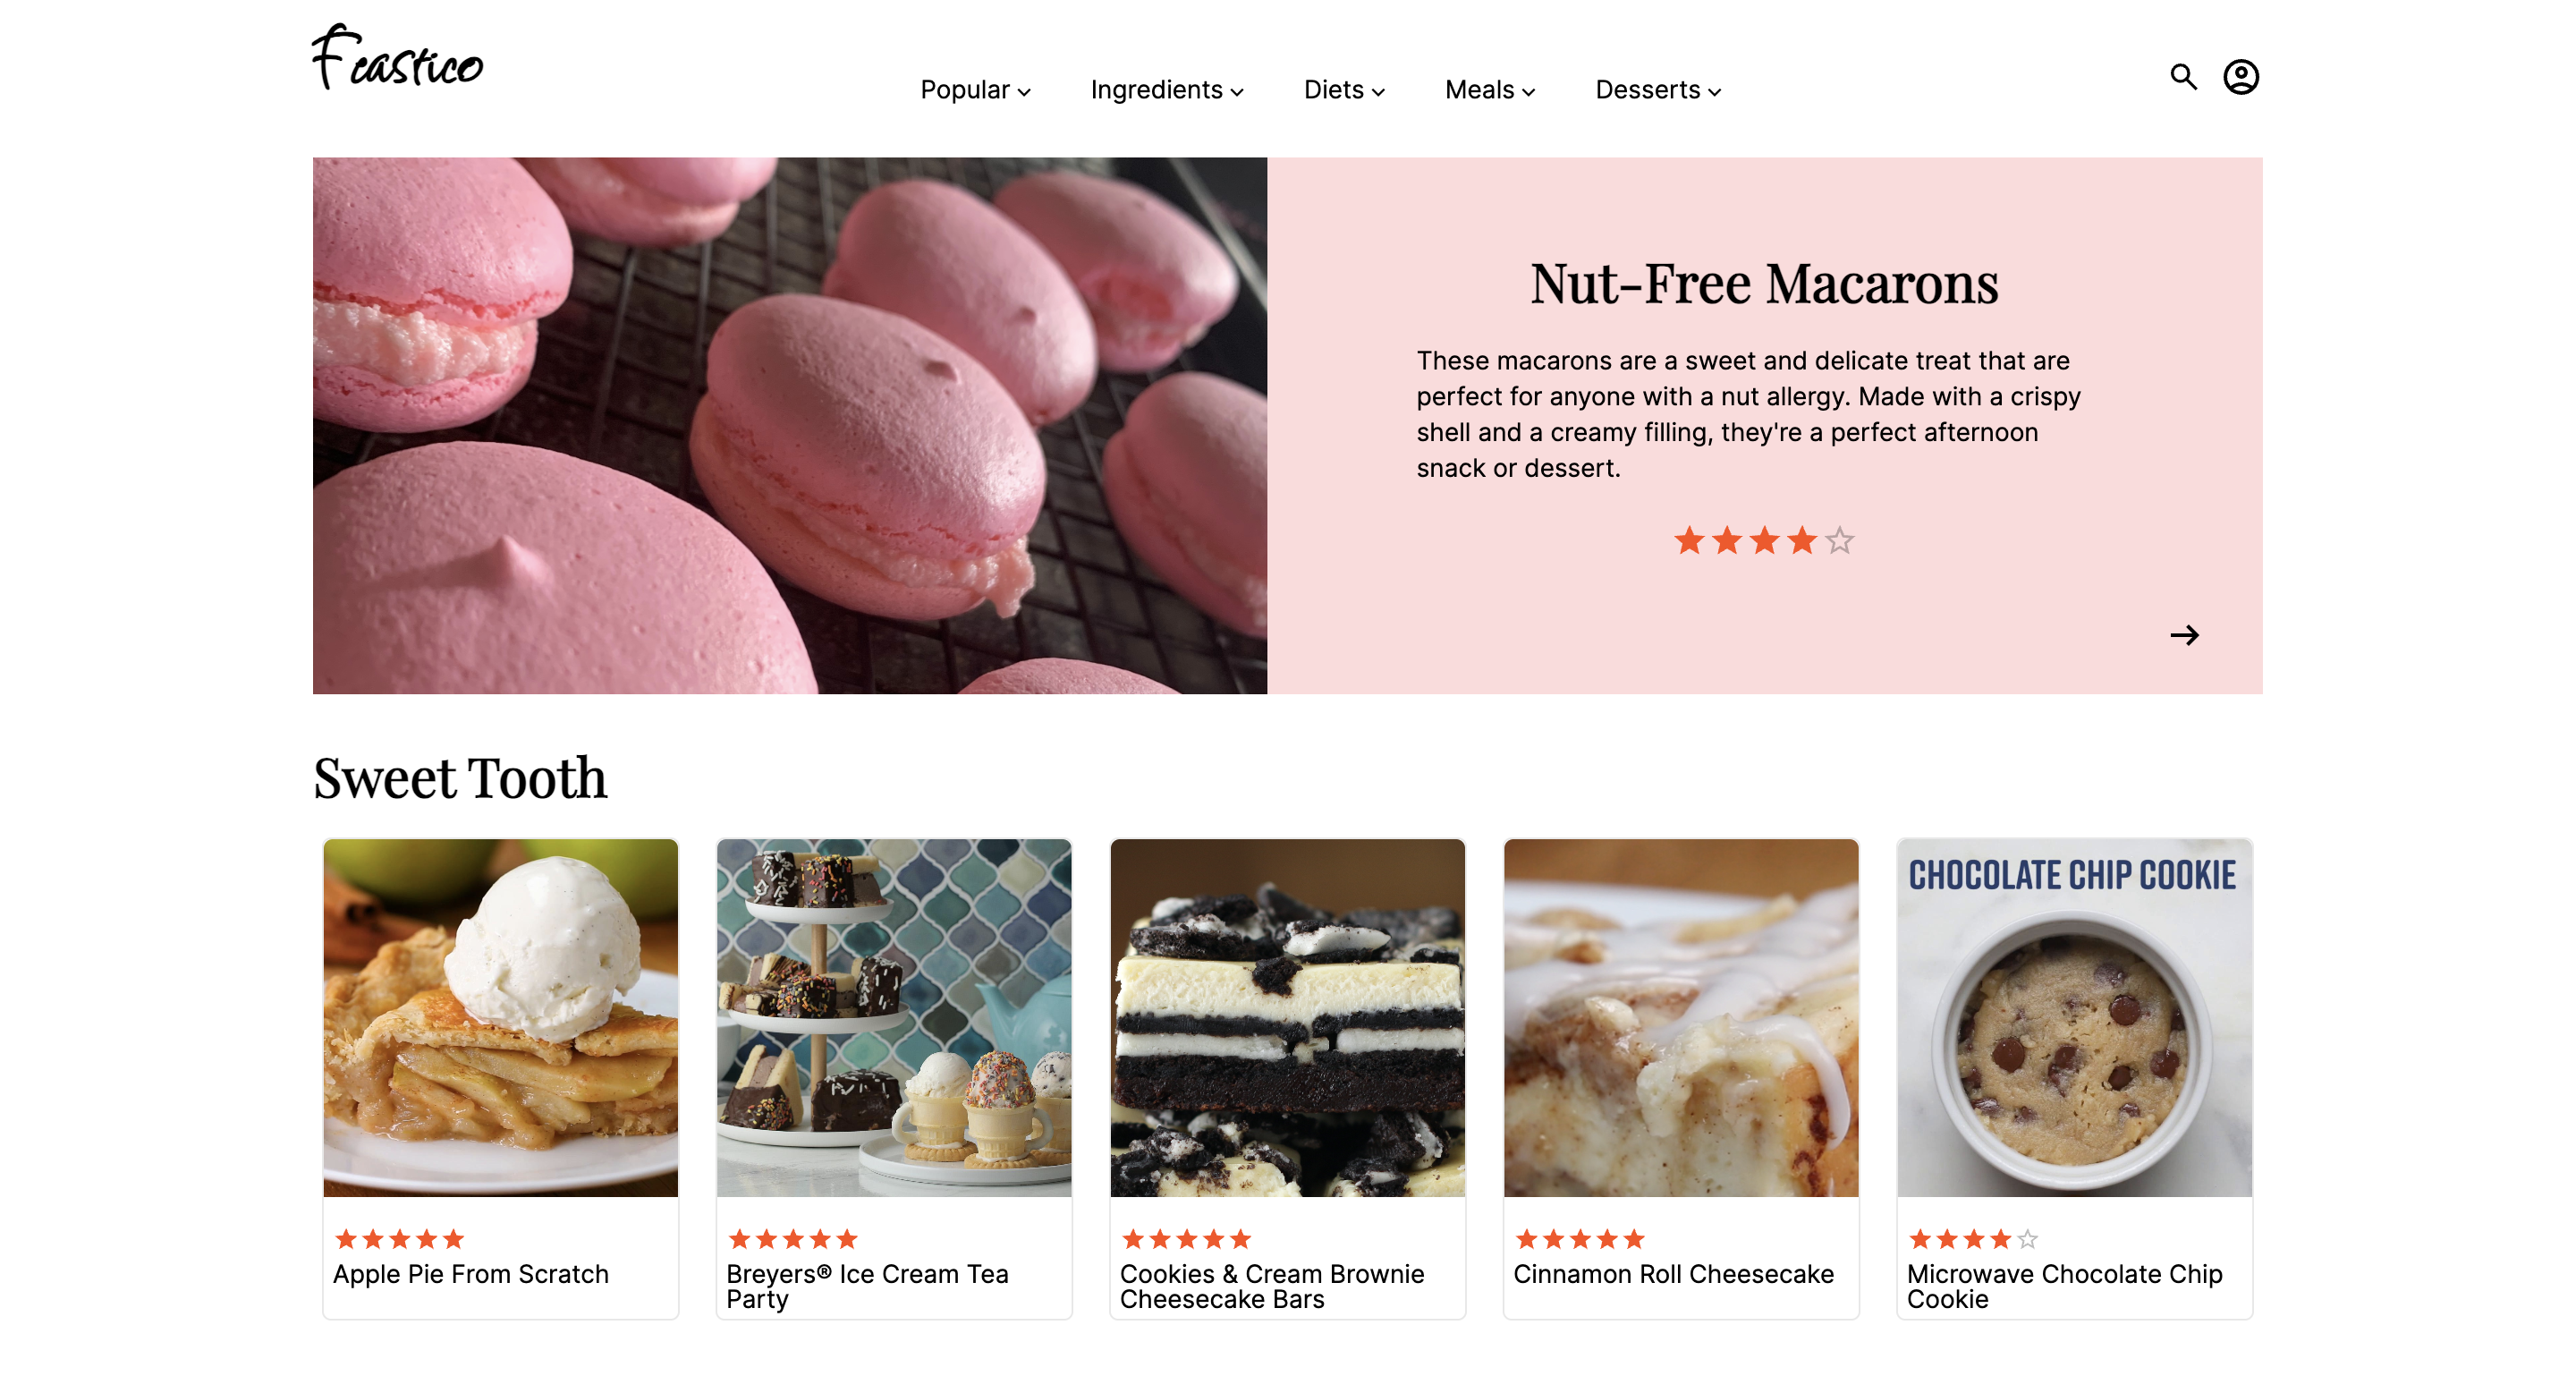 Feastico
Popular
Ingredients
Diets
Meals
Desserts
Nut-Free Macarons
These macarons are a sweet and delicate treat that are
perfect for anyone with a nut allergy. Made with a crispy
shell and a creamy filling, they're a perfect afternoon
snack or dessert.
Sweet Tooth
CHOCOLATE CHIP COOKIE
Apple Pie From Scratch
Breyers® Ice Cream Tea
Party
Cookies & Cream Brownie
Cheesecake Bars
Cinnamon Roll Cheesecake
Microwave Chocolate Chip
Cookie